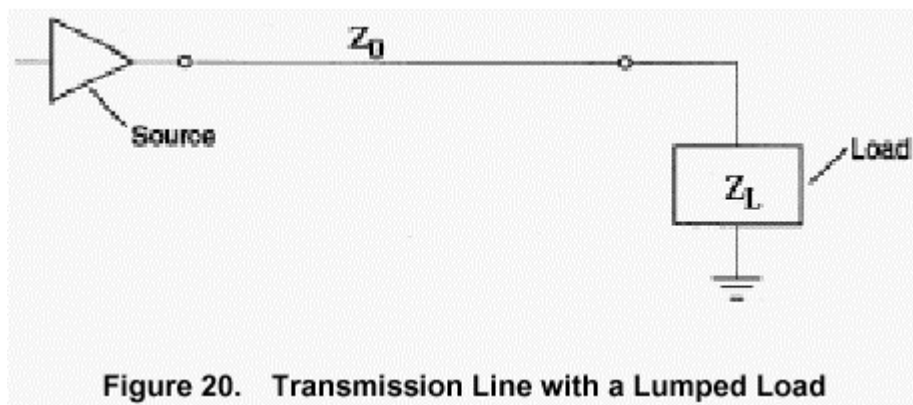 Z0
Source
Load
ZL
Figure 20. Transmission Line with a Lumped Load